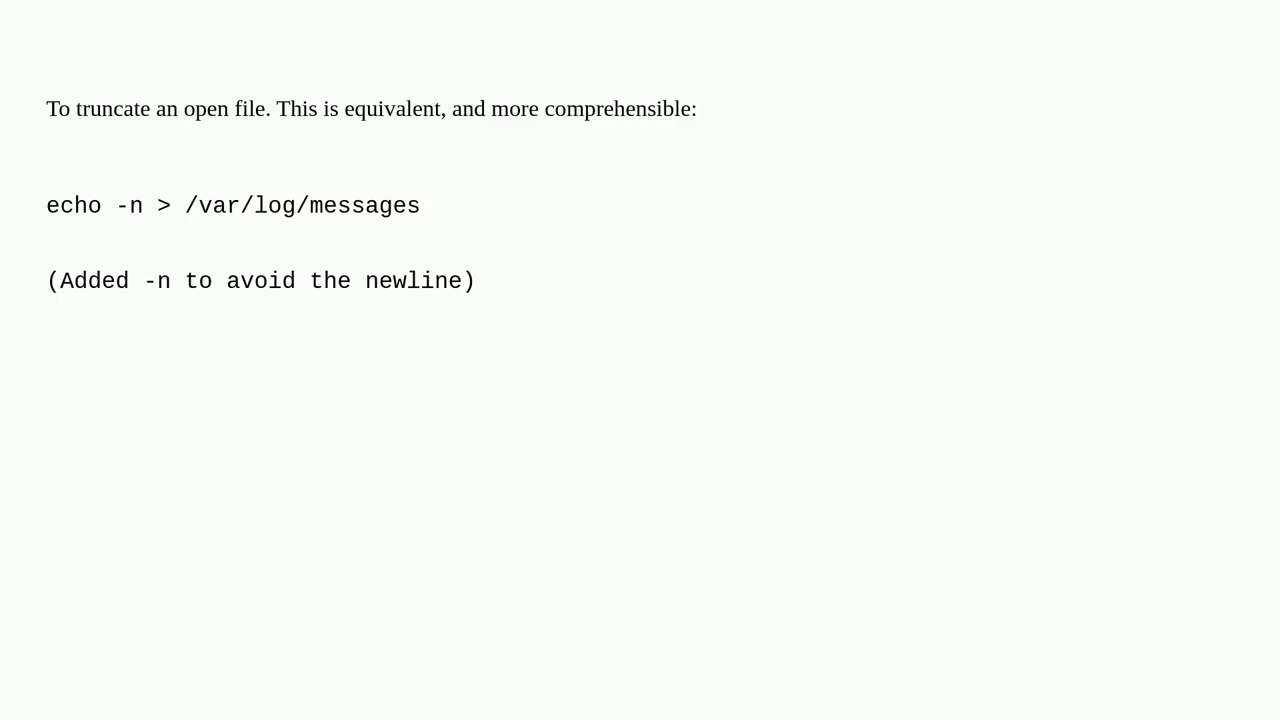 To truncate an open file. This is equivalent, and more comprehensible:
echo -n > /var/log/messages
(Added -n to avoid the newline)